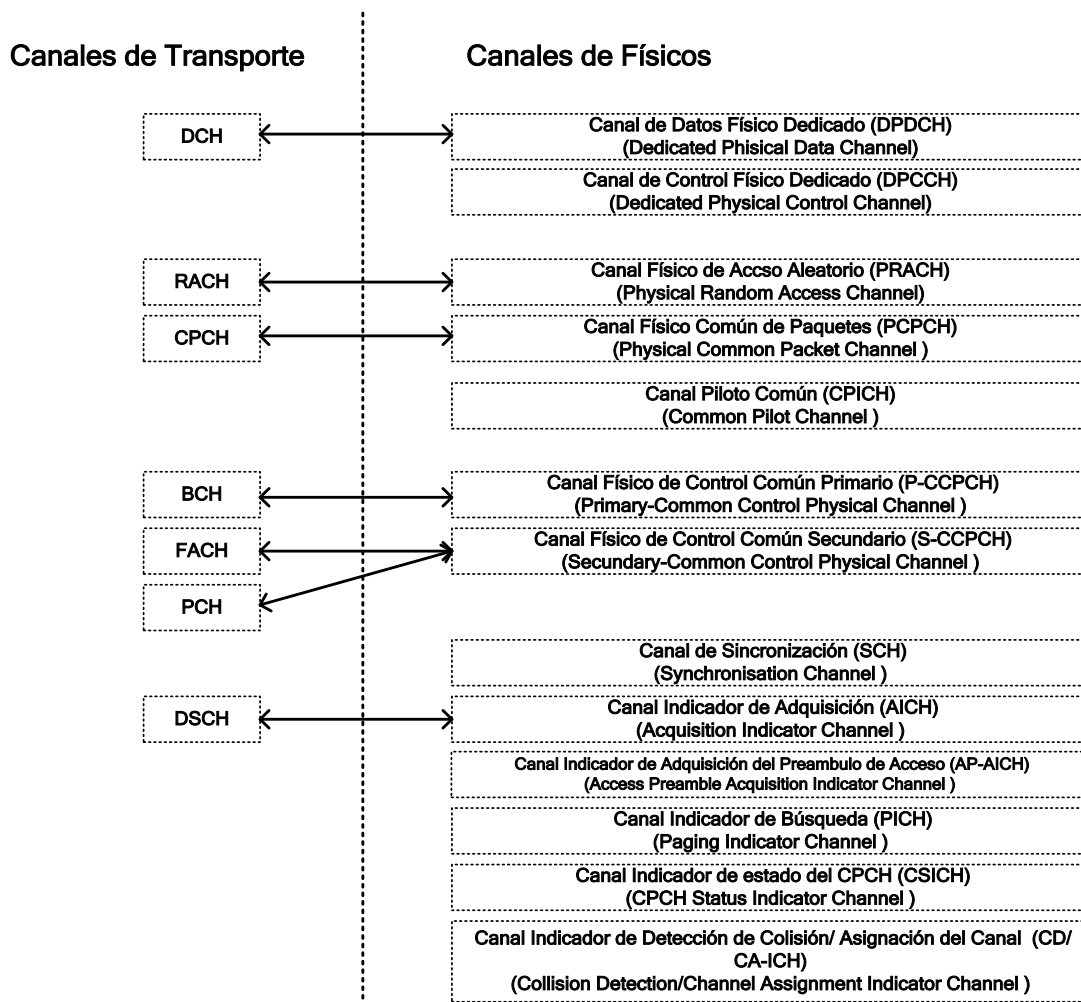 Canales de Transporte
Canales de Físicos
DCH
Canal de Datos Físico Dedicado (DPDCH)
(Dedicated Phisical Data Channel)
Canal de Control Físico Dedicado (DPCCH)
(Dedicated Physical Control Channel)
RACH
Canal Físico de Accso Aleatorio (PRACH)
(Physical Random Access Channel)
CPCH
Canal Físico Común de Paquetes (PCPCH)
(Physical Common Packet Channel )
Canal Piloto Común (CPICH)
(Common Pilot Channel )
BCH
Canal Físico de Control Común Primario (P-CCPCH)
(Primary-Common Control Physical Channel )
FACH
Canal Físico de Control Común Secundario (S-CCPCH)
(Secundary-Common Control Physical Channel )
PCH
Canal de Sincronización (SCH)
(Synchronisation Channel )
DSCH
Canal Indicador de Adquisición (AICH)
(Acquisition Indicator Channel )
Canal Indicador de Adquisición del Preambulo de Acceso (AP-AICH)
(Access Preamble Acquisition Indicator Channel )
Canal Indicador de Búsqueda (PICH)
(Paging Indicator Channel )
Canal Indicador de estado del CPCH (CSICH)
(CPCH Status Indicator Channel )
Canal Indicador de Detección de Colisión/ Asignación del Canal (CD/
CA-ICH)
(Collision Detection/Channel Assignment Indicator Channel )